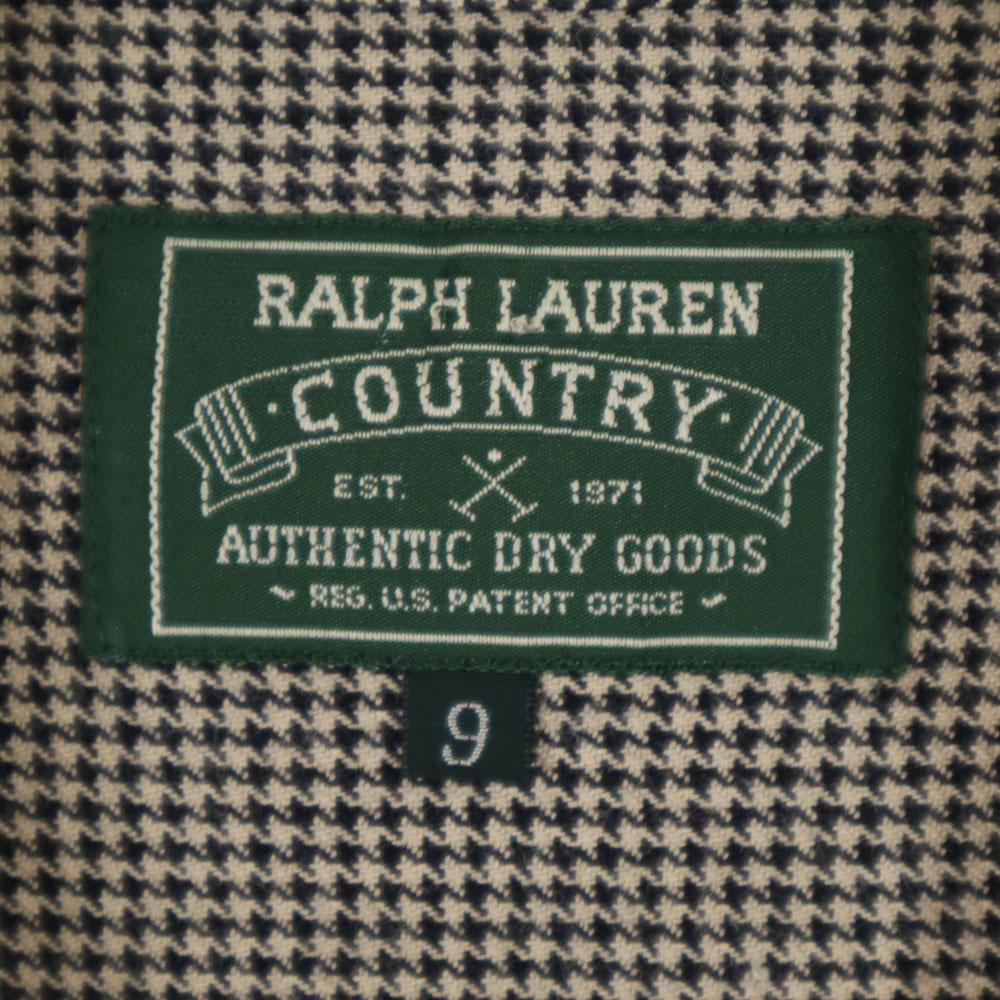 RALPH LAUREN
·COUNTRY·
EST. 1971
AUTHENTIC DRY GOODS
REG. U.S. PATENT OFFICE
9